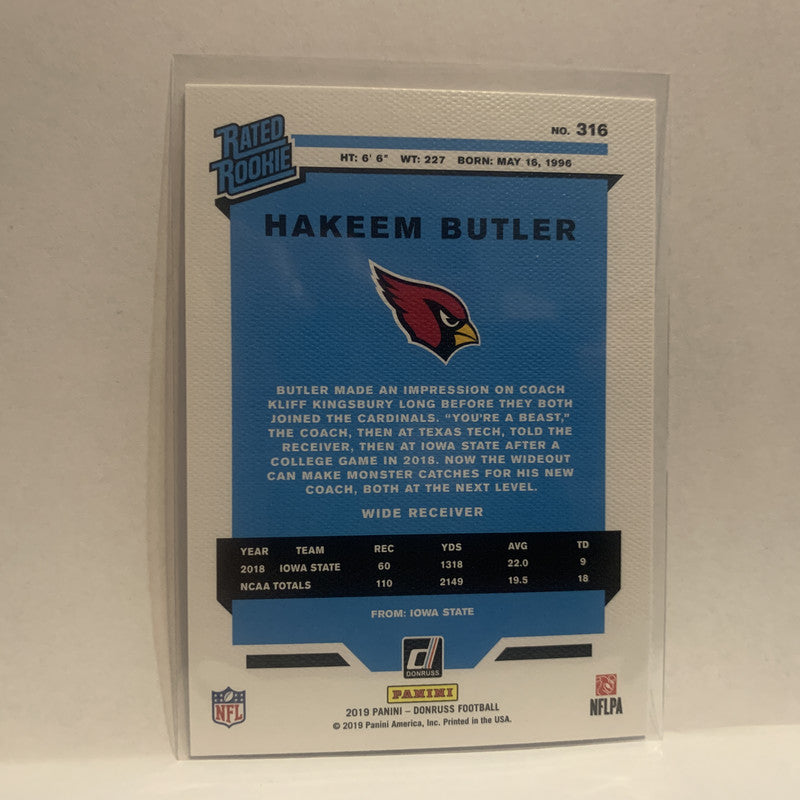 RATED
ROOKIE
NO. 316
HT: 6' 6" WT: 227 BORN: MAY 16, 1996
HAKEEM BUTLER
BUTLER MADE AN IMPRESSION ON COACH
KLIFF KINGSBURY LONG BEFORE THEY BOTH
JOINED THE CARDINALS. "YOU'RE A BEAST,"
THE COACH, THEN AT TEXAS TECH, TOLD THE
RECEIVER, THEN AT IOWA STATE AFTER A
COLLEGE GAME IN 2018. NOW THE WIDEOUT
CAN MAKE MONSTER CATCHES FOR HIS NEW
COACH, BOTH AT THE NEXT LEVEL.
WIDE RECEIVER
YEAR TEAM REC YDS AVG TD
2018 IOWA STATE 60 1318 22.0 9
NCAA TOTALS 110 2149 19.5 18
FROM: IOWA STATE
d
DONRUSS
PANINI
NFL
NFLPA
2019 PANINI – DONRUSS FOOTBALL
© 2019 Panini America, Inc. Printed in the USA.